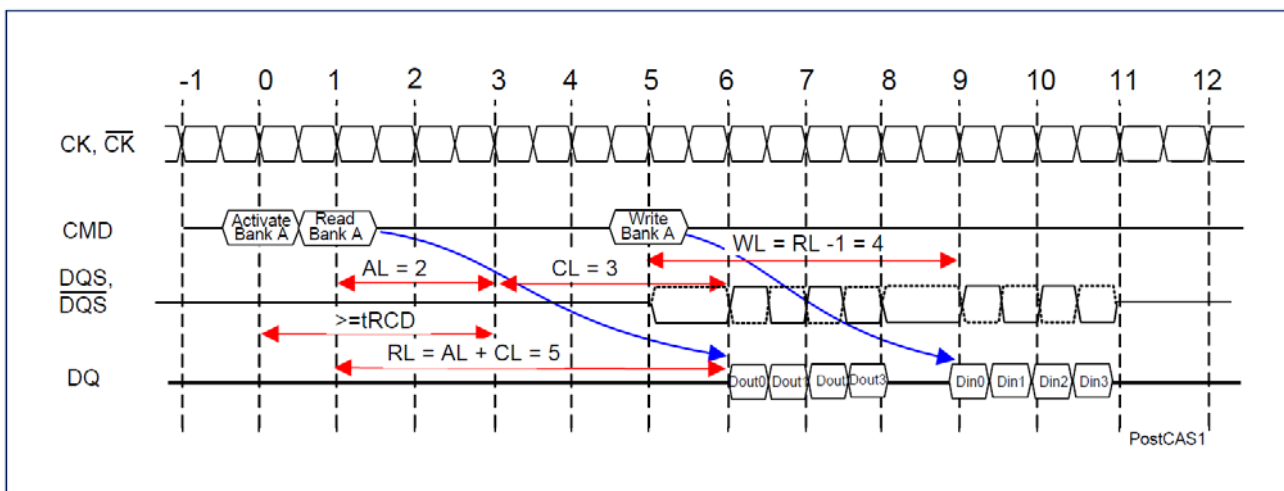 -1 0 1 2 3 4 5 6 7 8 9 10 11 12
CK, CK
CMD
Activate
Bank A
Read
Bank A
Write
Bank A
WL = RL -1 = 4
DQS,
DQS
AL = 2
CL = 3
>=tRCD
RL = AL + CL = 5
DQ
Dout0 Dout1 Dout Dout3 Din0 Din1 Din2 Din3
PostCAS1